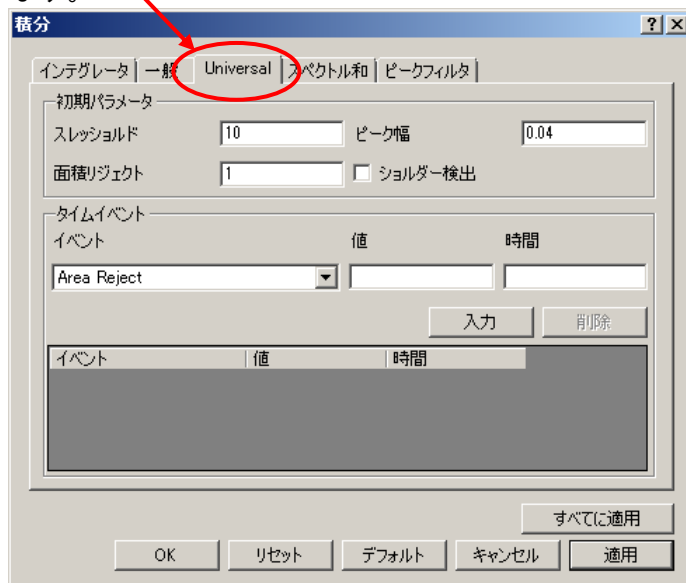 積分
インテグレータ 一般 Universal スペクトル和 ピークフィルタ
初期パラメータ
スレッショルド 10 ピーク幅 0.04
面積リジェクト 1 ショルダー検出
タイムイベント
イベント 値 時間
Area Reject
入力 削除
イベント 値 時間
すべてに適用
OK リセット デフォルト キャンセル 適用